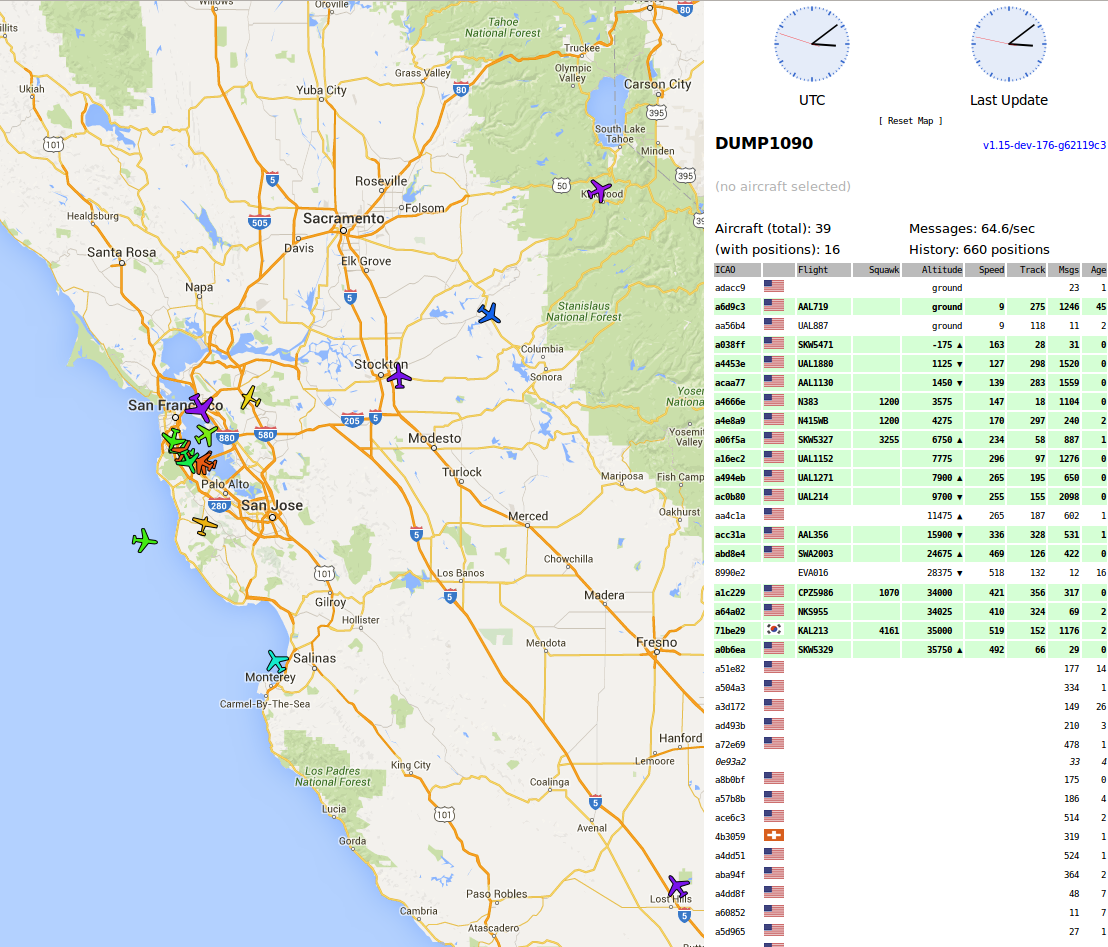 Willows
Oroville
80
Tahoe
National Forest
Truckee
Ukiah
Grass Valley
Olympic
Valley
Carson City
Yuba City
80
395
101
South Lake
Tahoe
Minden
5
Roseville
50
395
Folsom
Healdsburg
505
Sacramento
Santa Rosa
Davis
Elk Grove
Napa
5
Stanislaus
National Forest
Columbia
Stockton
Sonora
San Francisco
205
5
880
580
Modesto
Palo Alto
Turlock
Mariposa
Fish Camp
280
San Jose
Merced
Oakhurst
5
Chowchilla
101
Los Banos
5
Madera
Gilroy
Hollister
Mendota
Fresno
Salinas
Monterey
Carmel-By-The-Sea
Hanford
Lemoore
King City
Los Padres
National Forest
Coalinga
Lucia
101
5
Avenal
Gorda
Paso Robles
Lost Hills
Cambria
5
Atascadero
UTC
Last Update
[ Reset Map ]
DUMP1090 v1.15-dev-176-g62119c3
(no aircraft selected)
Aircraft (total): 39 Messages: 64.6/sec
(with positions): 16 History: 660 positions
ICAO Flight Squawk Altitude Speed Track Msgs Age
adacc9 ground 23 1
a6d9c3 AAL719 ground 9 275 1246 45
aa56b4 UAL887 ground 9 118 11 2
a038ff SKW5471 -175 ▲ 163 28 31 0
a4453e UAL1880 1125 ▼ 127 298 1520 0
acaa77 AAL1130 1450 ▼ 139 283 1559 0
a4666e N383 1200 3575 147 18 1104 0
a4e8a9 N415WB 1200 4275 170 297 240 2
a06f5a SKW5327 3255 6750 ▲ 234 58 887 1
a16ec2 UAL1152 7775 296 97 1276 0
a494eb UAL1271 7900 ▲ 265 195 650 0
ac0b80 UAL214 9700 ▼ 255 155 2098 0
aa4c1a 11475 ▲ 265 187 602 1
acc31a AAL356 15900 ▼ 336 328 531 1
abd8e4 SWA2003 24675 ▲ 469 126 422 0
8990e2 EVA016 28375 ▼ 518 132 12 16
a1c229 CPZ5986 1070 34000 421 356 317 0
a64a02 NKS955 34025 410 324 69 2
71be29 KAL213 4161 35000 519 152 1176 2
a0b6ea SKW5329 35750 ▲ 492 66 29 0
a51e82 177 14
a504a3 334 1
a3d172 149 26
ad493b 210 3
a72e69 478 1
0e93a2 33 4
a8b0bf 175 0
a57b8b 186 4
ace6c3 514 2
4b3059 319 1
a4dd51 524 1
aba94f 364 2
a4dd8f 48 7
a60852 11 7
a5d965 27 1